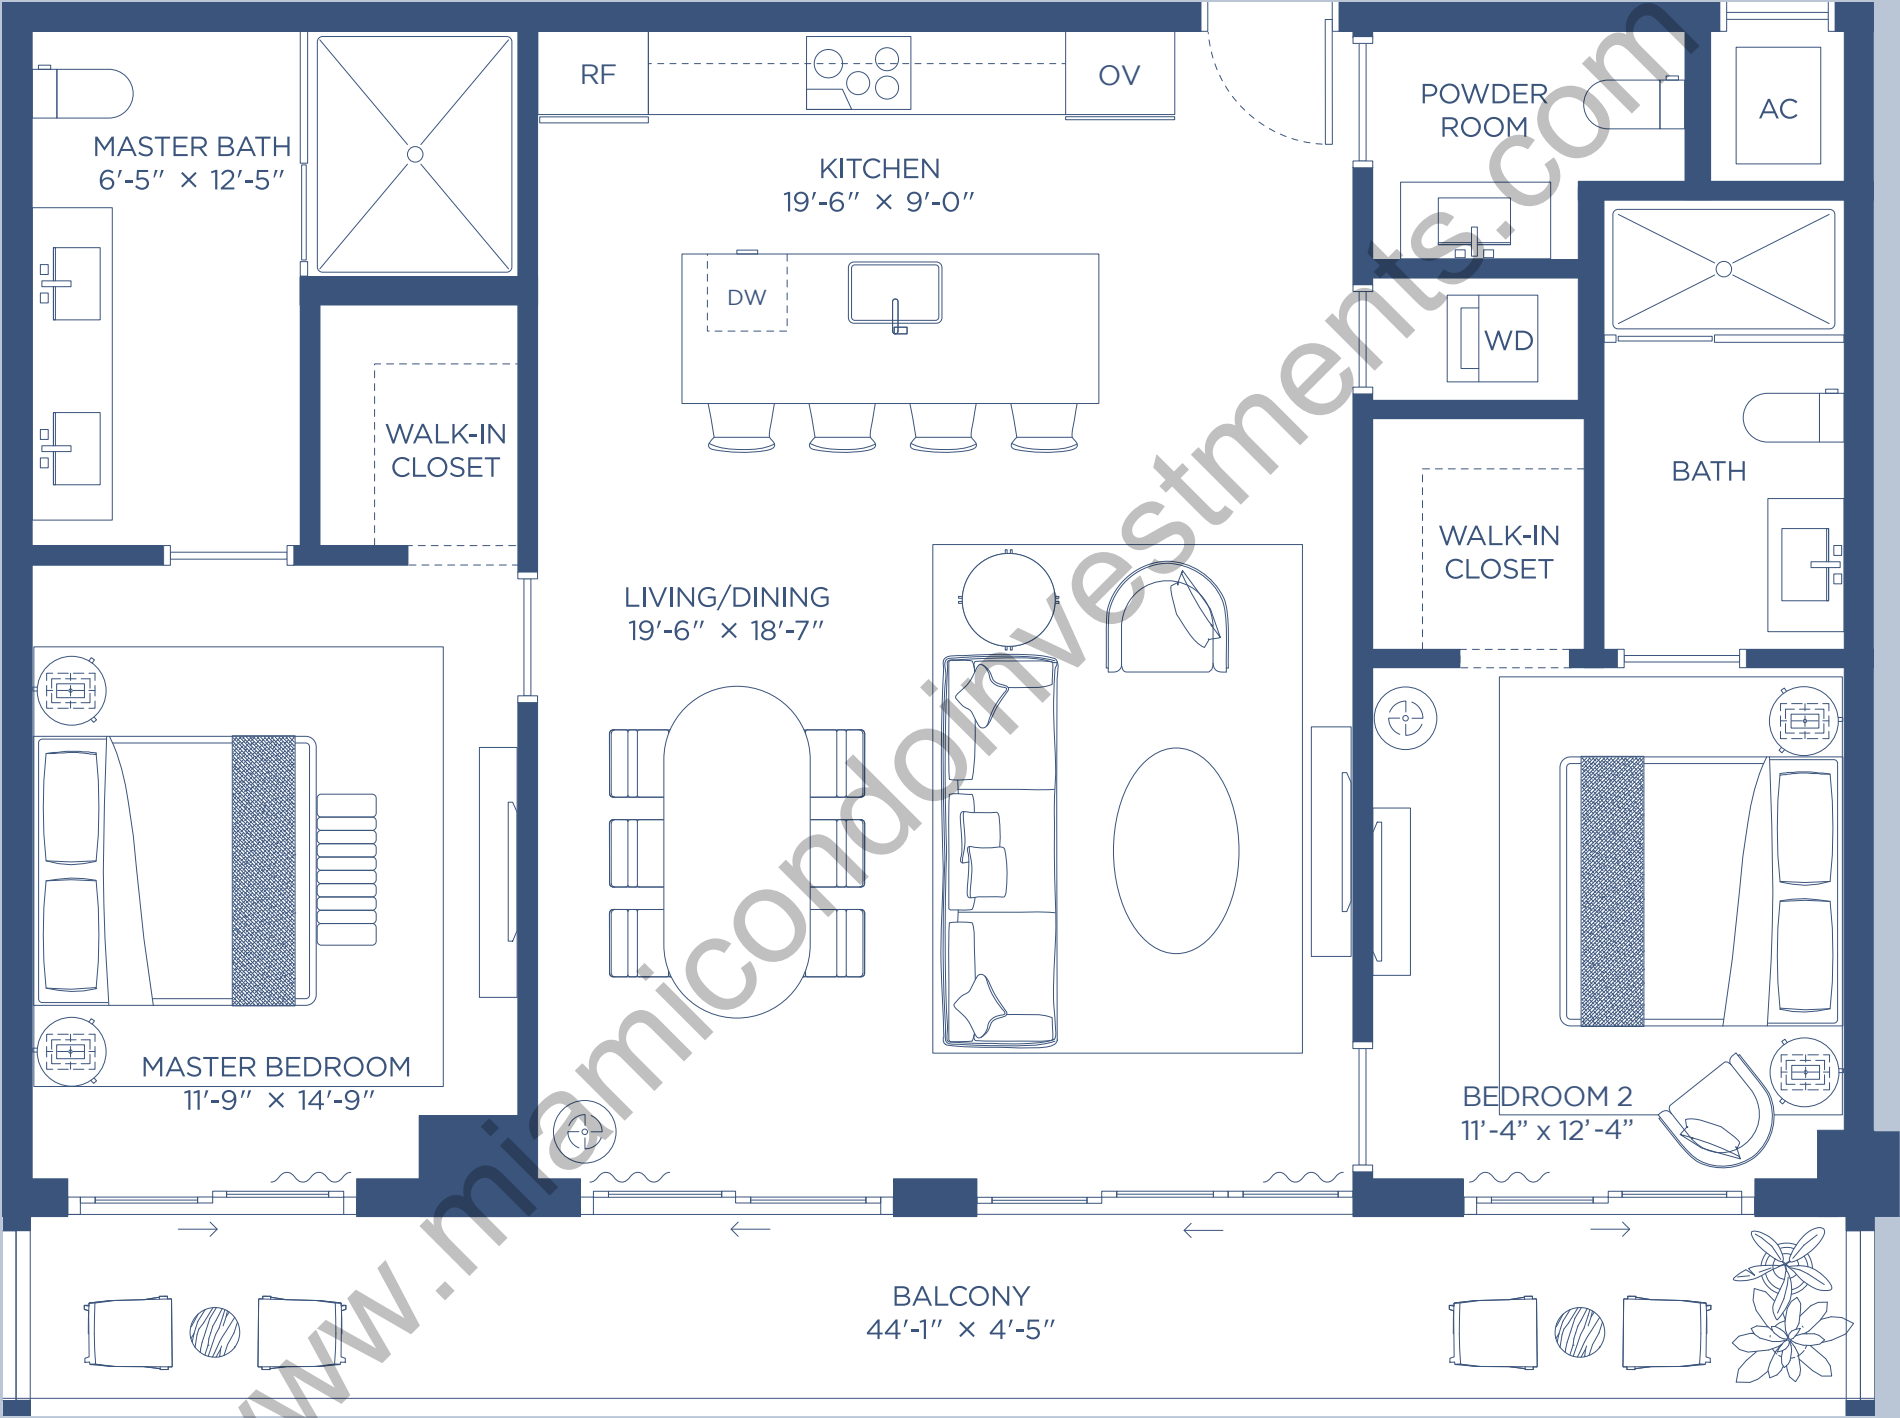 RF
OV
POWDER
ROOM
AC
MASTER BATH
6'-5" × 12'-5"
KITCHEN
19'-6" × 9'-0"
DW
WD
WALK-IN
CLOSET
BATH
WALK-IN
CLOSET
LIVING/DINING
19'-6" × 18'-7"
MASTER BEDROOM
11'-9" × 14'-9"
BEDROOM 2
11'-4" x 12'-4"
BALCONY
44'-1" × 4'-5"
www.miamicondoinvestments.com